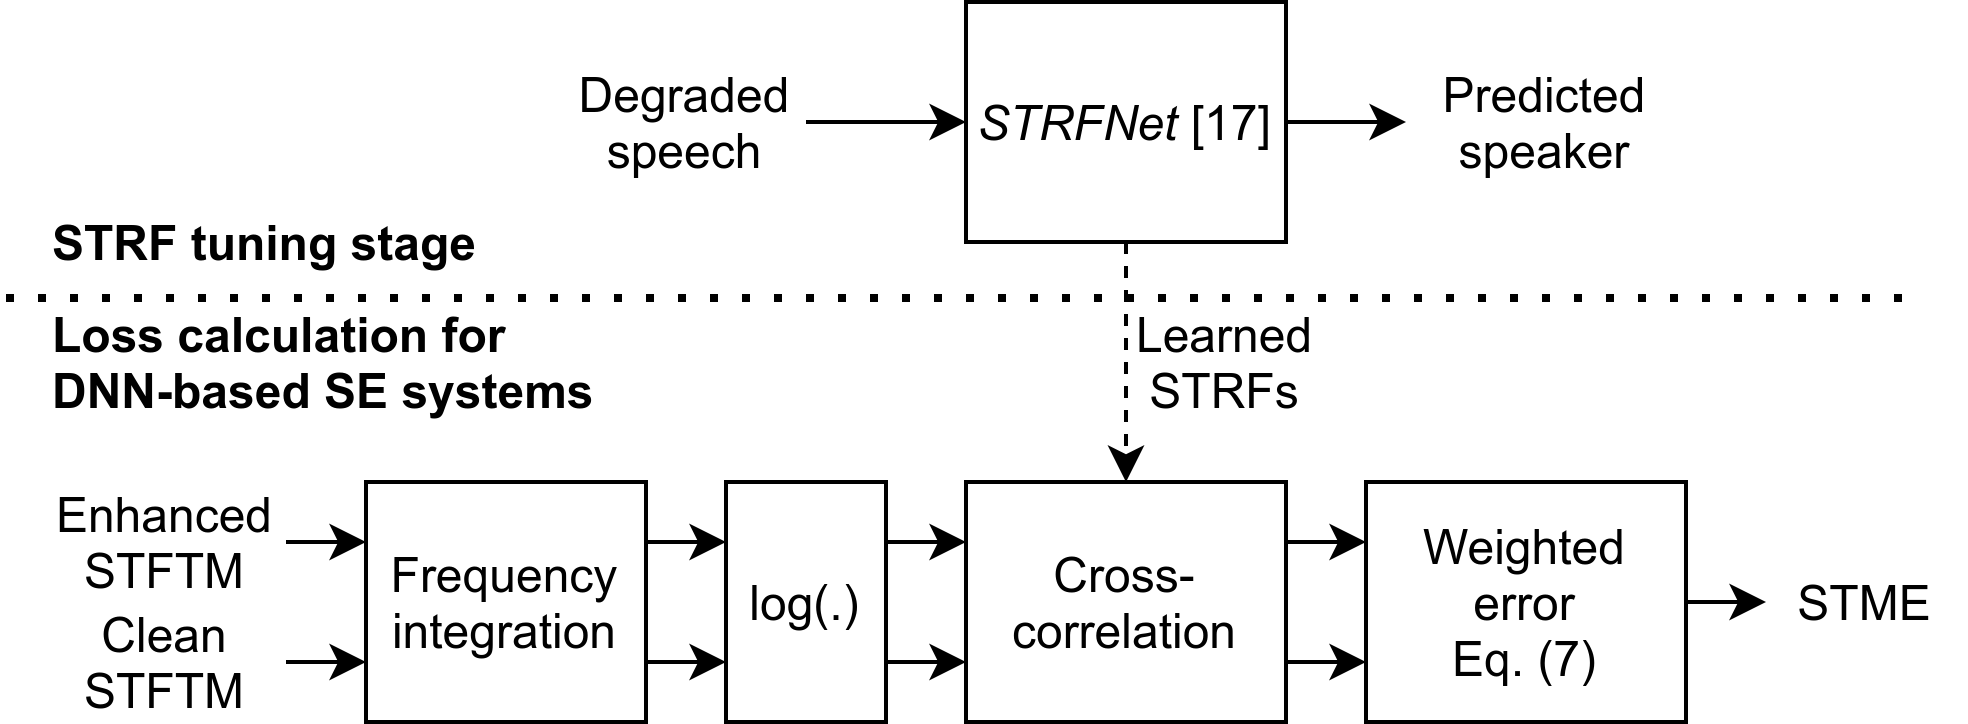 Degraded
speech
STRFNet [17]
Predicted
speaker
STRF tuning stage
Loss calculation for
DNN-based SE systems
Learned
STRFs
Enhanced
STFTM
Clean
STFTM
Frequency
integration
log(.)
Cross-
correlation
Weighted
error
Eq. (7)
STME